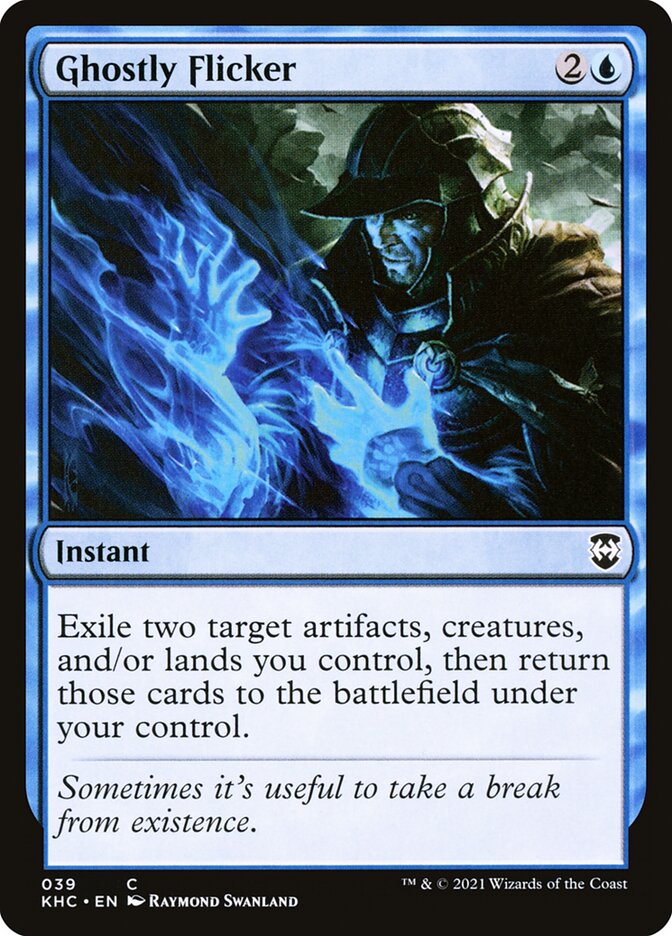 Ghostly Flicker 2
Instant
Exile two target artifacts, creatures,
and/or lands you control, then return
those cards to the battlefield under
your control.
Sometimes it's useful to take a break
from existence.
039 C ™ & © 2021 Wizards of the Coast
KHC • EN Raymond Swanland